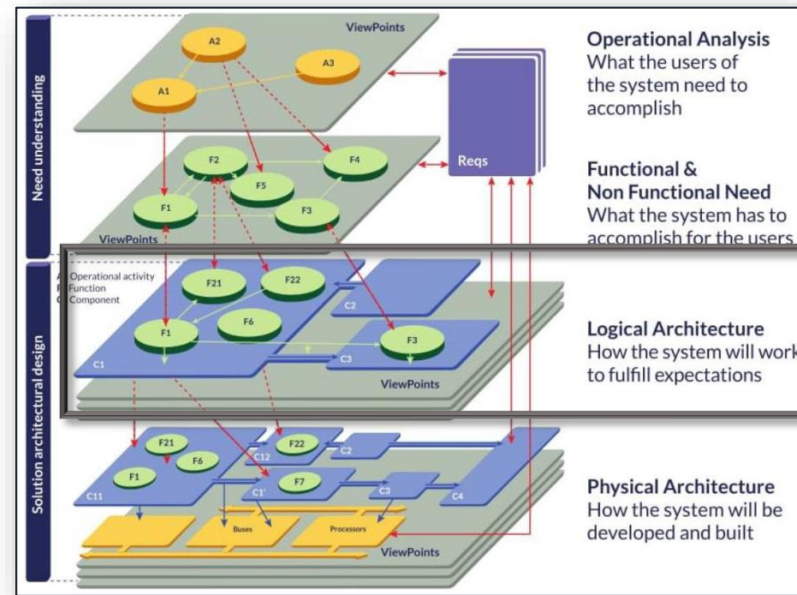 ViewPoints
A2
A3
A1
Need understanding
Reqs
Operational Analysis
What the users of
the system need to
accomplish
F2
F4
F5
F1
F3
ViewPoints
Functional &
Non Functional Need
What the system has to
accomplish for the users
Operational activity
Function
Component
F21
F22
F6
F1
F3
C2
C1
C3
ViewPoints
Logical Architecture
How the system will work
to fulfill expectations
Solution architectural design
F21
F22
F6
F1
F7
C12
C2
C11
C1'
C3
C4
Buses
Processors
ViewPoints
Physical Architecture
How the system will be
developed and built